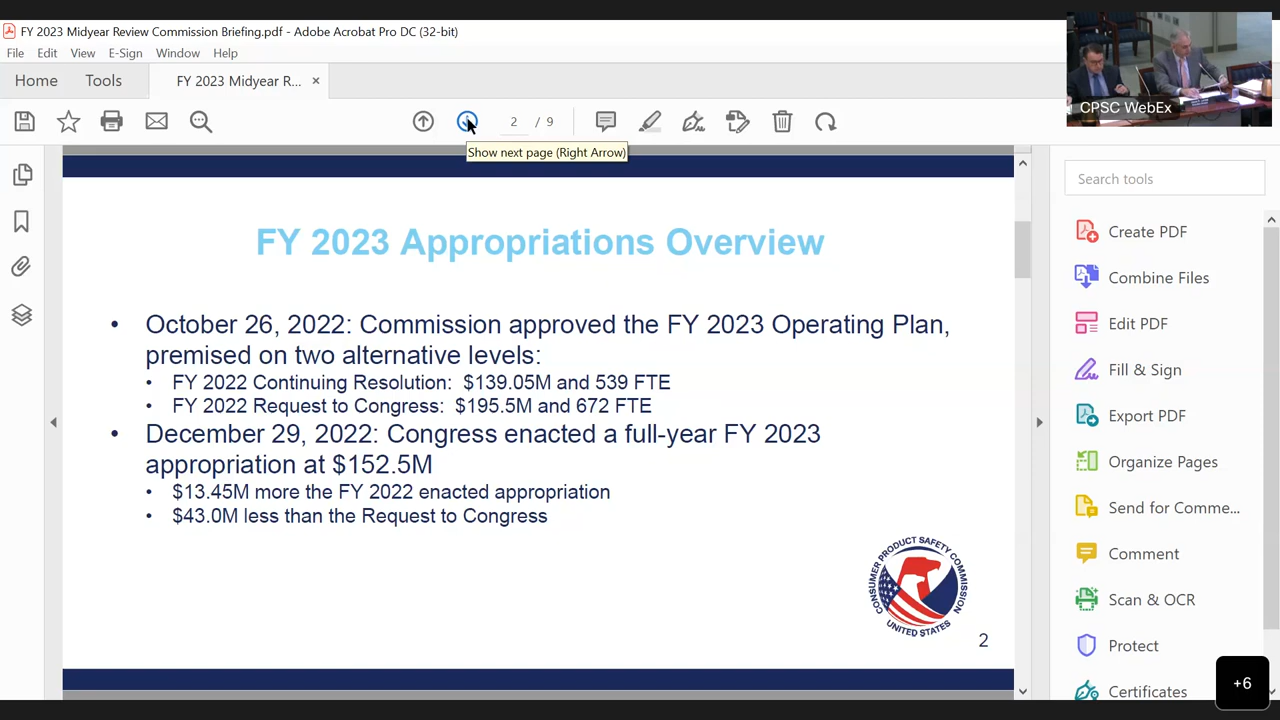 FY 2023 Midyear Review Commission Briefing.pdf - Adobe Acrobat Pro DC (32-bit)
File Edit View E-Sign Window Help
Home Tools FY 2023 Midyear R... ×
2 / 9
Show next page (Right Arrow)
CPSC WebEx
FY 2023 Appropriations Overview
• October 26, 2022: Commission approved the FY 2023 Operating Plan,
premised on two alternative levels:
• FY 2022 Continuing Resolution: $139.05M and 539 FTE
• FY 2022 Request to Congress: $195.5M and 672 FTE
• December 29, 2022: Congress enacted a full-year FY 2023
appropriation at $152.5M
• $13.45M more the FY 2022 enacted appropriation
• $43.0M less than the Request to Congress
CONSUMER PRODUCT SAFETY COMMISSION
UNITED STATES
2
Search tools
Create PDF
Combine Files
Edit PDF
Fill & Sign
Export PDF
Organize Pages
Send for Comme...
Comment
Scan & OCR
Protect
Certificates
+6